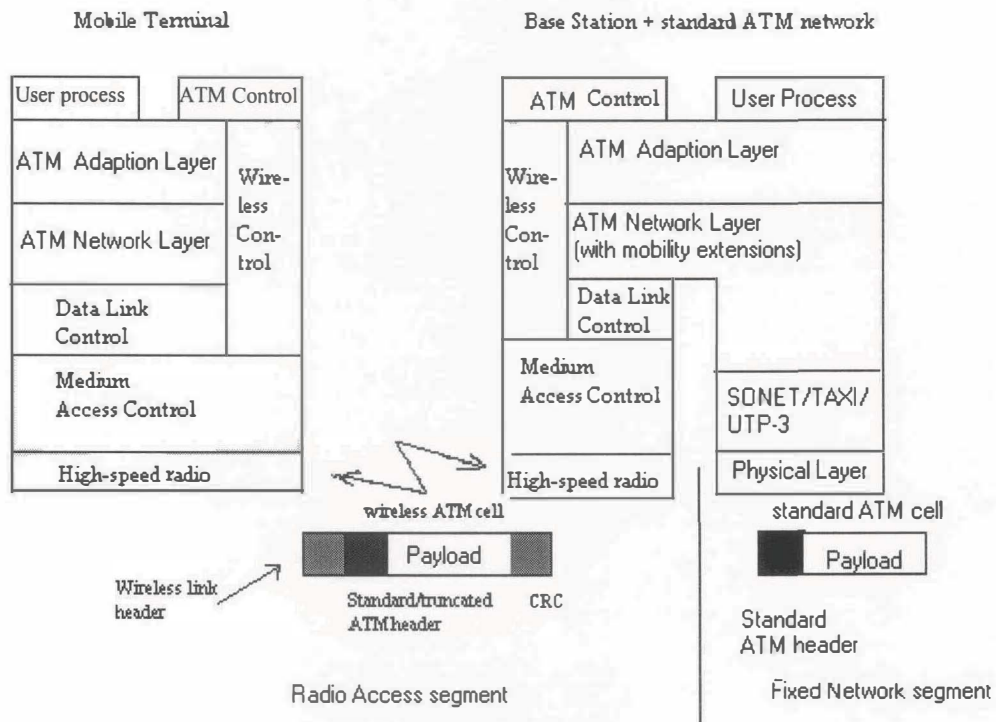 Mobile Terminal
Base Station + standard ATM network
User process
ATM Control
ATM Adaption Layer
Wire-
less
Con-
trol
ATM Network Layer
Data Link
Control
Medium
Access Control
High-speed radio
ATM Control
User Process
Wire-
less
Con-
trol
ATM Adaption Layer
ATM Network Layer
(with mobility extensions)
Data Link
Control
Medium
Access Control
High-speed radio
SONET/TAXI/
UTP-3
Physical Layer
wireless ATM cell
Payload
Wireless link
header
Standard/truncated
ATM header
CRC
standard ATM cell
Payload
Standard
ATM header
Radio Access segment
Fixed Network segment